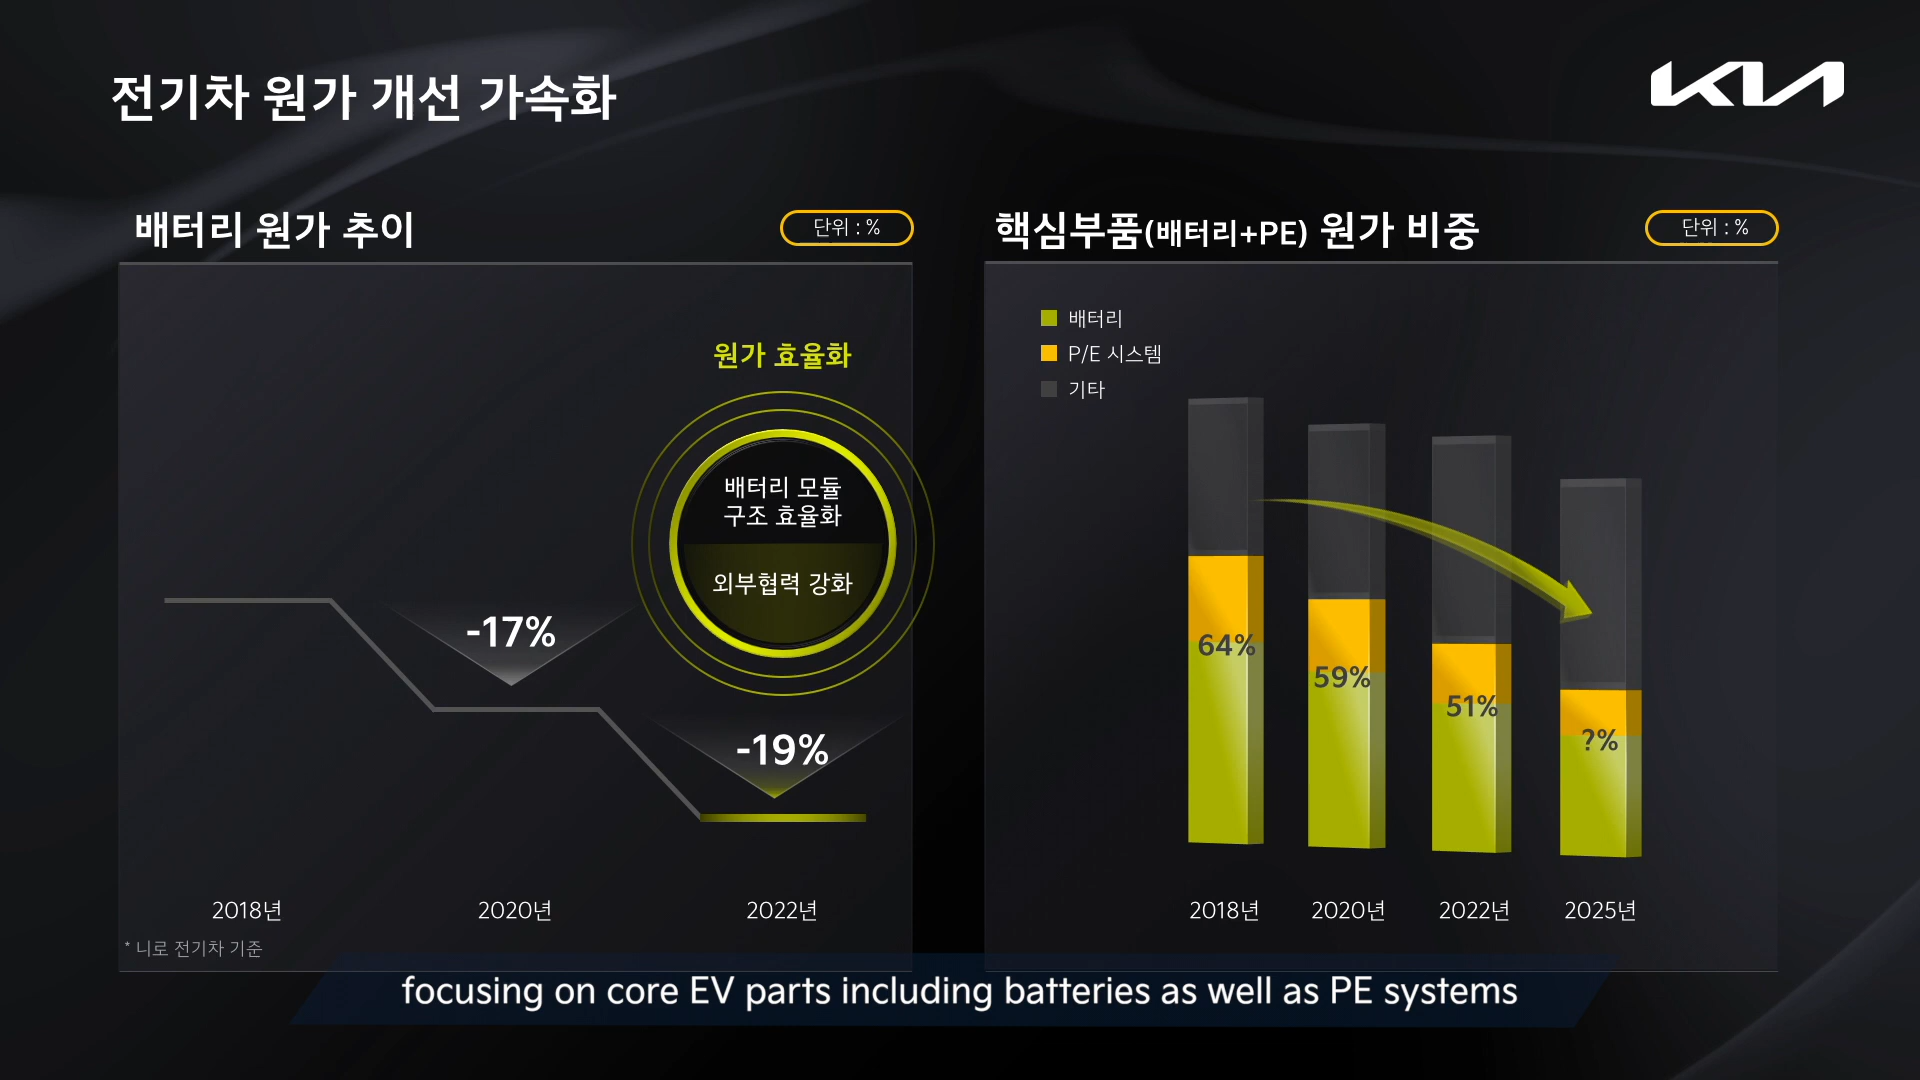 전기차 원가 개선 가속화
KIA
배터리 원가 추이
단위 : %
원가 효율화
배터리 모듈
구조 효율화
외부협력 강화
-17%
-19%
2018년
2020년
2022년
* 니로 전기차 기준
핵심부품(배터리+PE) 원가 비중
단위 : %
배터리
P/E 시스템
기타
64%
59%
51%
?%
2018년
2020년
2022년
2025년
focusing on core EV parts including batteries as well as PE systems